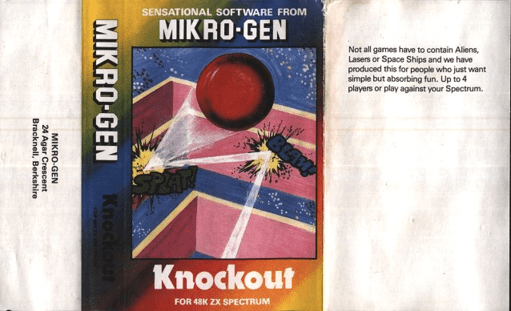 MIKRO-GEN
24 Agar Crescent
Bracknell, Berkshire
MIKRO-GEN
Knockout
SENSATIONAL SOFTWARE FROM
MIKRO-GEN
SPLAT!
BLAM!
Knockout
FOR 48K ZX SPECTRUM
Not all games have to contain Aliens,
Lasers or Space Ships and we have
produced this for people who just want
simple but absorbing fun. Up to 4
players or play against your Spectrum.